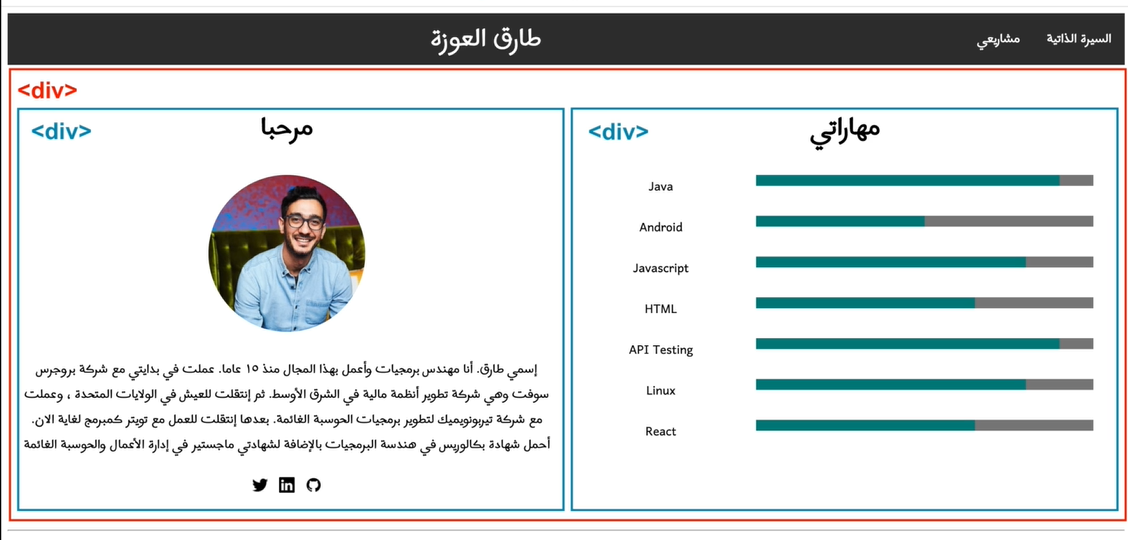 السيرة الذاتية
مشاريعي
طارق العوزة
<div>
<div>
مهاراتي
Java
Android
Javascript
HTML
API Testing
Linux
React
<div>
مرحبا
إسمي طارق. أنا مهندس برمجيات وأعمل بهذا المجال منذ ١٥ عاما. عملت في بدايتي مع شركة بروجرس
سوفت وهي شركة تطوير أنظمة مالية في الشرق الأوسط. ثم إنتقلت للعيش في الولايات المتحدة ، وعملت
مع شركة تيربونوميك لتطوير برمجيات الحوسبة الغائمة. بعدها إنتقلت للعمل مع تويتر كمبرمج لغاية الان.
أحمل شهادة بكالوريس في هندسة البرمجيات بالإضافة لشهادتي ماجستير في إدارة الأعمال والحوسبة الغائمة